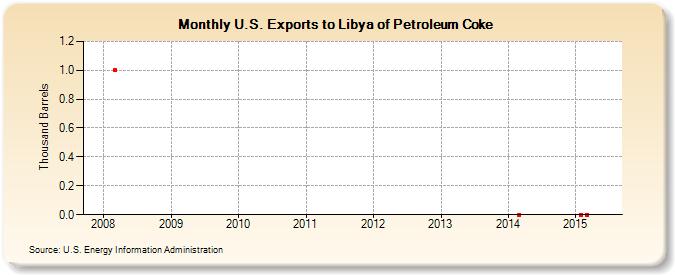 Monthly U.S. Exports to Libya of Petroleum Coke
Thousand Barrels
1.2
1.0
0.8
0.6
0.4
0.2
0.0
2008 2009 2010 2011 2012 2013 2014 2015
Source: U.S. Energy Information Administration